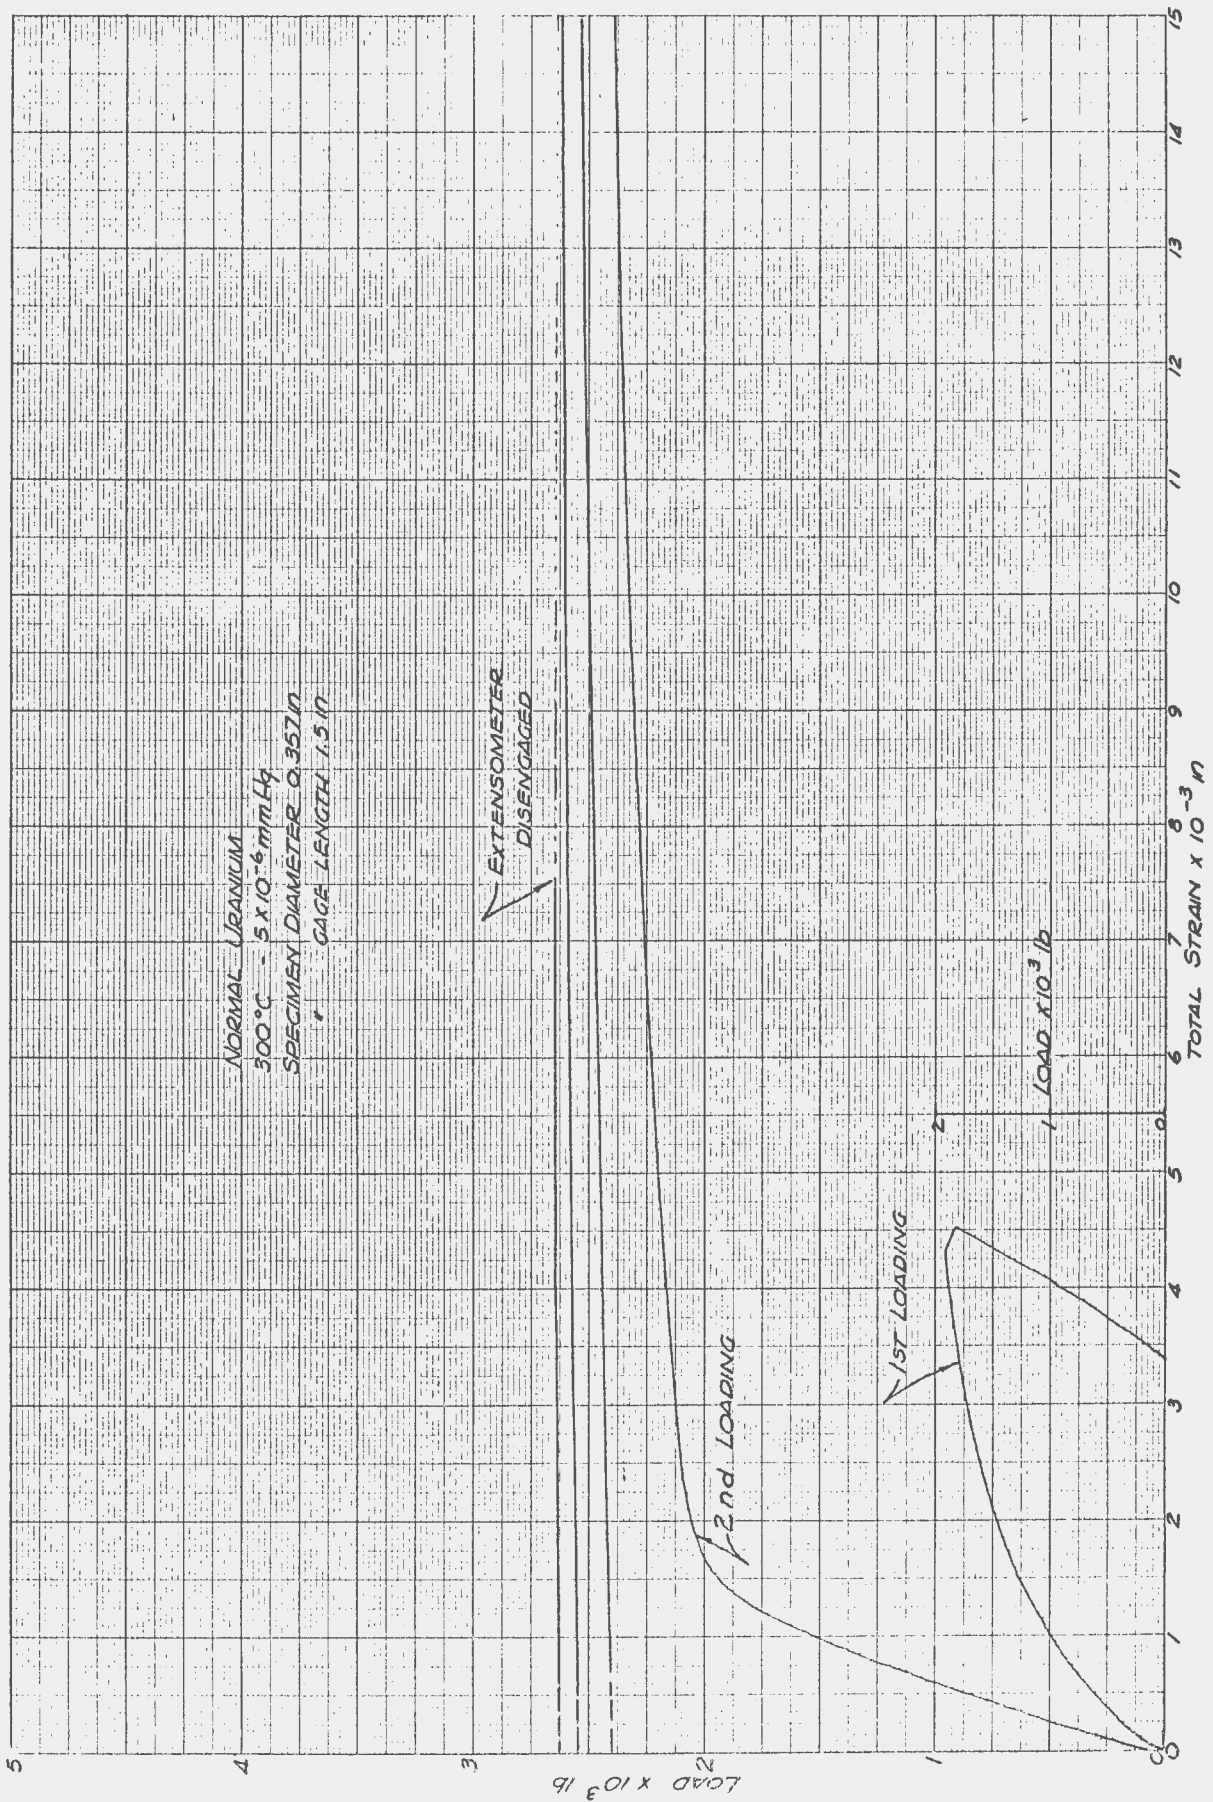 NORMAL URANIUM
300°C - 5 x 10⁻⁶ mm Hg
SPECIMEN DIAMETER 0.357 IN
" GAGE LENGTH 1.5 IN
EXTENSOMETER
DISENGAGED
2nd LOADING
1ST LOADING
LOAD X10³ lb
2
1
0
5
4
3
2
1
0
LOAD x 10³ lb
0
1
2
3
4
5
6
7
8
9
10
11
12
13
14
15
TOTAL STRAIN x 10⁻³ IN